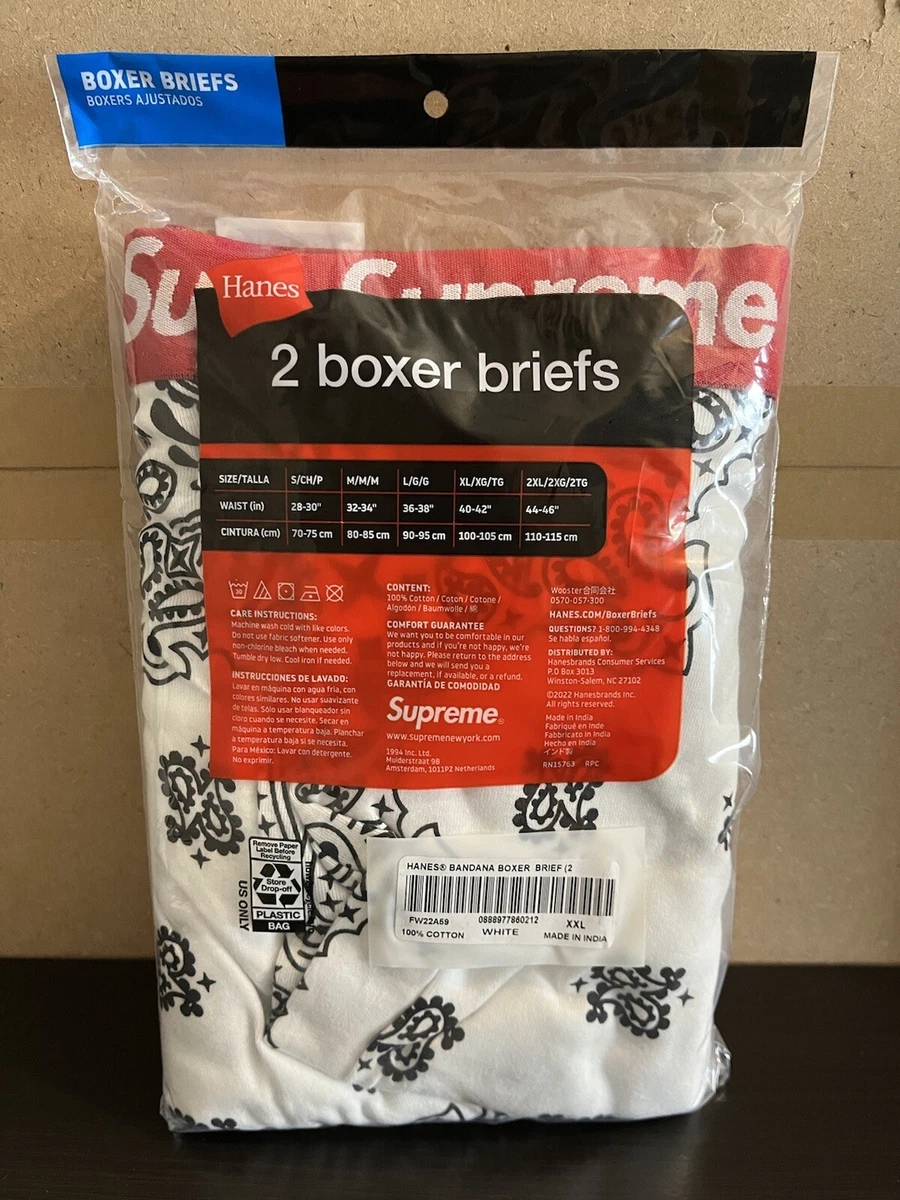 BOXER BRIEFS
BOXERS AJUSTADOS
Su Supreme
Hanes
2 boxer briefs
SIZE/TALLA S/CH/P M/M/M L/G/G XL/XG/TG 2XL/2XG/2TG
WAIST (in) 28-30" 32-34" 36-38" 40-42" 44-46"
CINTURA (cm) 70-75 cm 80-85 cm 90-95 cm 100-105 cm 110-115 cm
30
CARE INSTRUCTIONS:
Machine wash cold with like colors.
Do not use fabric softener. Use only
non-chlorine bleach when needed.
Tumble dry low. Cool iron if needed.
INSTRUCCIONES DE LAVADO:
Lavar en máquina con agua fría, con
colores similares. No usar suavizante
de telas. Sólo usar blanqueador sin
cloro cuando se necesite. Secar en
máquina a temperatura baja. Planchar
a temperatura baja si se necesita.
Para México: Lavar con detergente.
No exprimir.
CONTENT:
100% Cotton / Coton / Cotone /
Algodón / Baumwolle / 綿
COMFORT GUARANTEE
We want you to be comfortable in our
products and if you're not happy, we're
not happy. Please return to the address
below and we will send you a
replacement, if available, or a refund.
GARANTÍA DE COMODIDAD
Supreme®
www.supremenewyork.com
1994 Inc. Ltd.
Muiderstraat 9B
Amsterdam, 1011PZ Netherlands
Wooster合同会社
0570-057-300
HANES.COM/BoxerBriefs
QUESTIONS? 1-800-994-4348
Se habla español.
DISTRIBUTED BY:
Hanesbrands Consumer Services
P.O Box 3013
Winston-Salem, NC 27102
©2022 Hanesbrands Inc.
All rights reserved.
Made in India
Fabriqué en Inde
Fabbricato in India
Hecho en India
インド製
RN15763 RPC
Remove Paper
Label Before
Recycling
Store
Drop-off
PLASTIC
BAG
US ONLY
HANES® BANDANA BOXER BRIEF (2
FW22A59 0888977860212 XXL
100% COTTON WHITE MADE IN INDIA